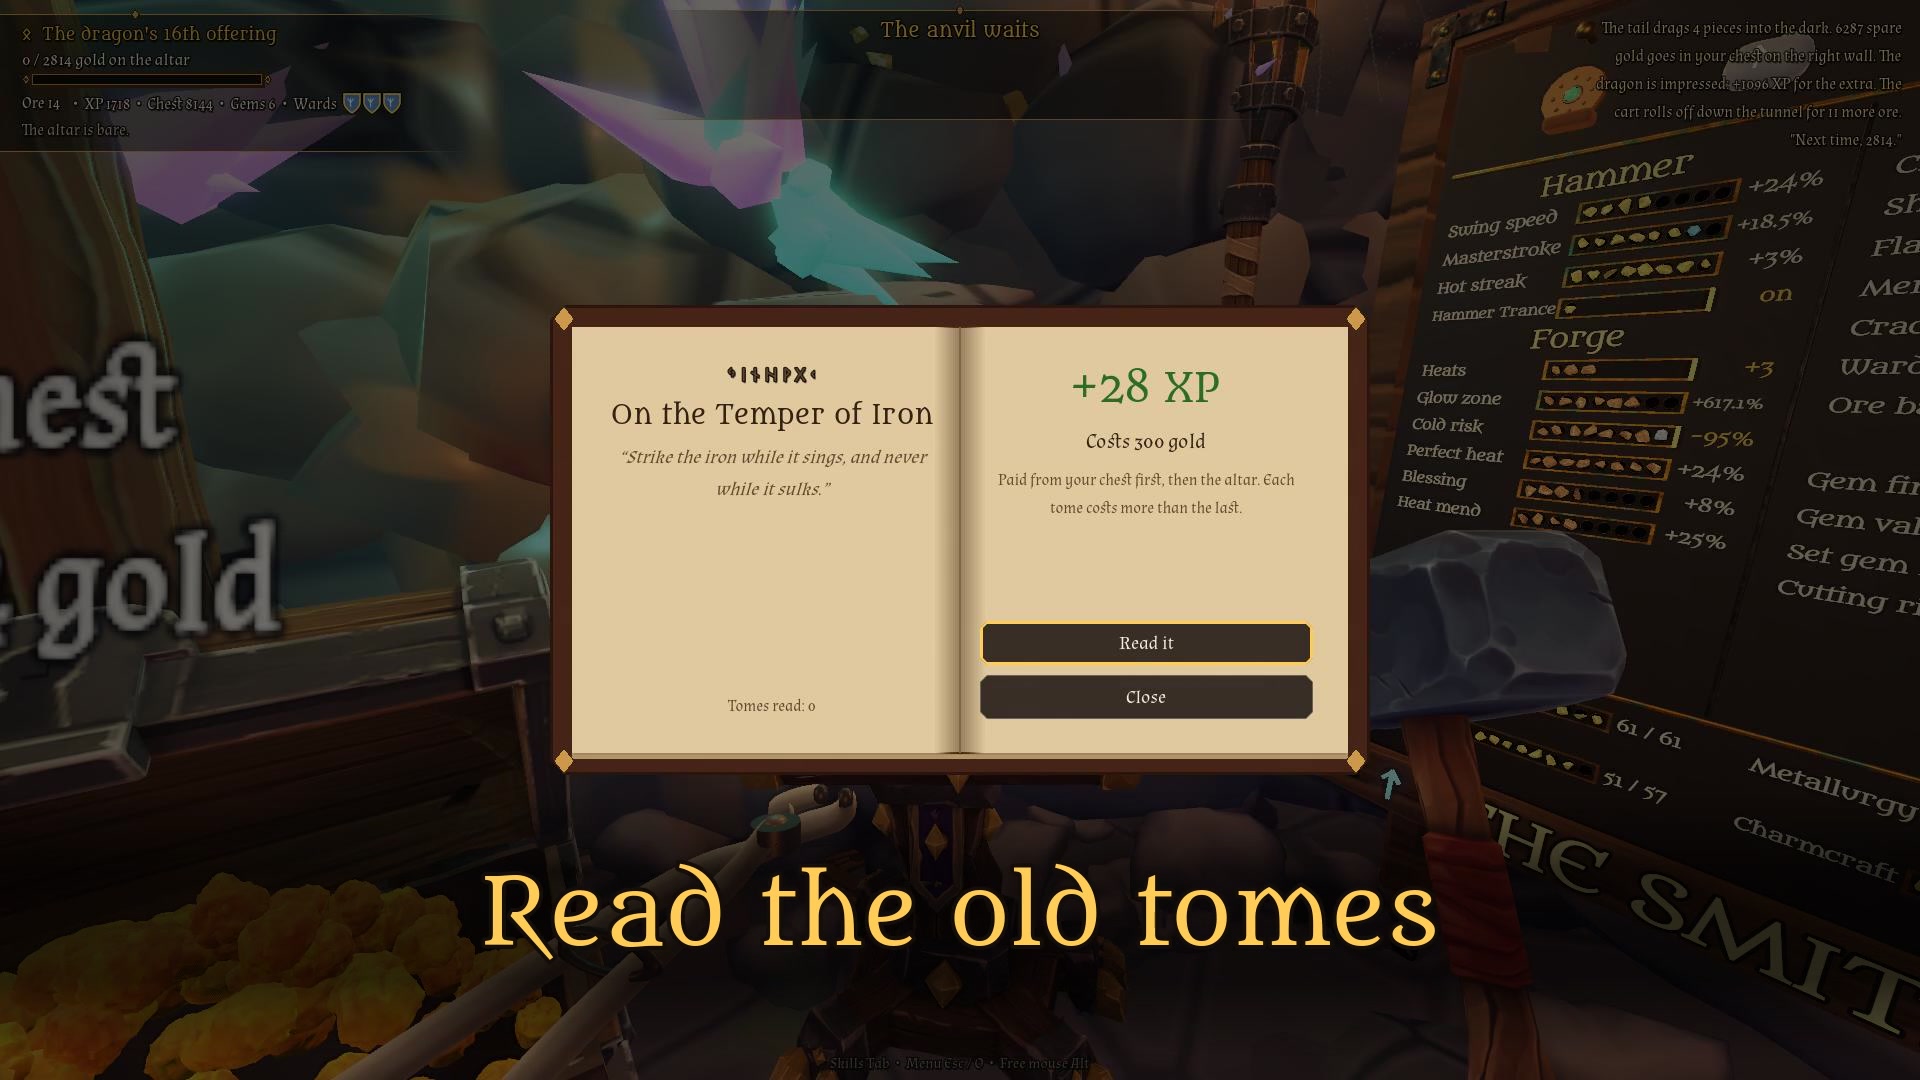 The dragon's 16th offering
0 / 2814 gold on the altar
Ore 14 • XP 1718 • Chest 8144 • Gems 6 • Wards
The altar is bare.
The anvil waits
The tail drags 4 pieces into the dark. 6287 spare
gold goes in your chest on the right wall. The
dragon is impressed: +1096 XP for the extra. The
cart rolls off down the tunnel for 11 more ore.
"Next time, 2814."
Hammer
Swing speed +24%
Masterstroke +18.5%
Hot streak +3%
Hammer Trance on
Forge
Heats +3
Glow zone +617.1%
Cold risk -95%
Perfect heat +24%
Blessing +8%
Heat mend +25%
Gem
Gem
Set gem
61 / 61
51 / 57
Metallurgy
Charmcraft
THE SMIT
gold
On the Temper of Iron
“Strike the iron while it sings, and never
while it sulks.”
Tomes read: 0
+28 XP
Costs 300 gold
Paid from your chest first, then the altar. Each
tome costs more than the last.
Read it
Close
Read the old tomes
Skills Tab • Menu Esc / O • Free mouse Alt